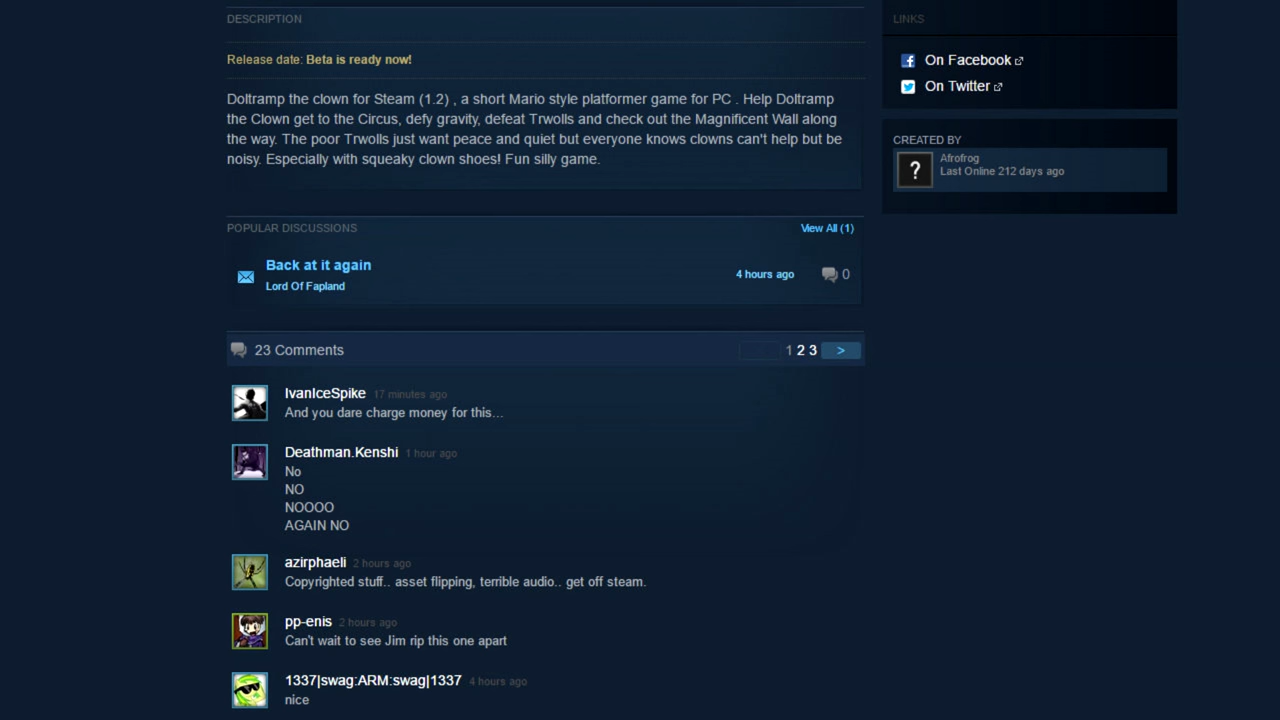 DESCRIPTION
Release date: Beta is ready now!
Doltramp the clown for Steam (1.2) , a short Mario style platformer game for PC . Help Doltramp
the Clown get to the Circus, defy gravity, defeat Trwolls and check out the Magnificent Wall along
the way. The poor Trwolls just want peace and quiet but everyone knows clowns can't help but be
noisy. Especially with squeaky clown shoes! Fun silly game.
POPULAR DISCUSSIONS
View All (1)
Back at it again
Lord Of Fapland
4 hours ago
0
23 Comments
1 2 3 >
IvanIceSpike 17 minutes ago
And you dare charge money for this...
Deathman.Kenshi 1 hour ago
No
NO
NOOOO
AGAIN NO
azirphaeli 2 hours ago
Copyrighted stuff.. asset flipping, terrible audio.. get off steam.
pp-enis 2 hours ago
Can't wait to see Jim rip this one apart
1337|swag:ARM:swag|1337 4 hours ago
nice
LINKS
On Facebook
On Twitter
CREATED BY
?
Afrofrog
Last Online 212 days ago